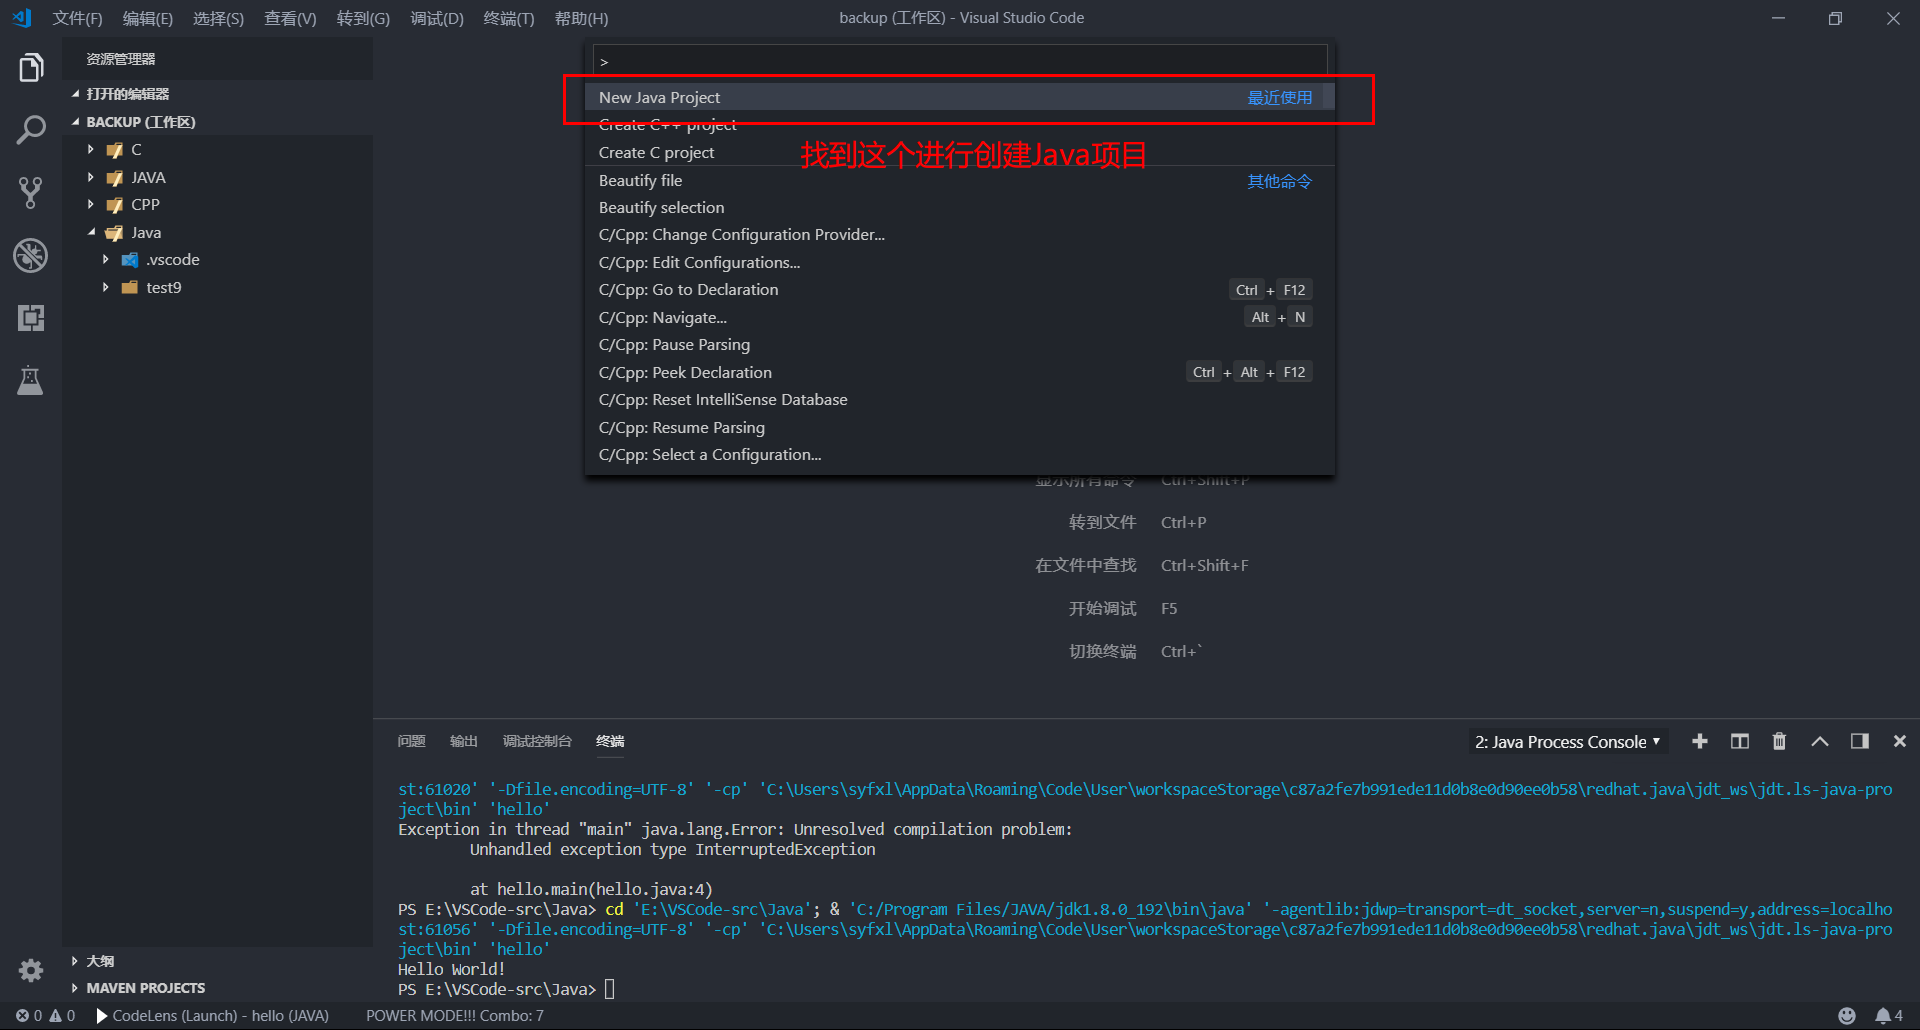 文件(F) 编辑(E) 选择(S) 查看(V) 转到(G) 调试(D) 终端(T) 帮助(H)
backup (工作区) - Visual Studio Code
资源管理器
打开的编辑器
BACKUP (工作区)
C
JAVA
CPP
Java
.vscode
test9
大纲
MAVEN PROJECTS
>
New Java Project 最近使用
Create C++ project
Create C project
找到这个进行创建Java项目
Beautify file 其他命令
Beautify selection
C/Cpp: Change Configuration Provider...
C/Cpp: Edit Configurations...
C/Cpp: Go to Declaration Ctrl + F12
C/Cpp: Navigate... Alt + N
C/Cpp: Pause Parsing
C/Cpp: Peek Declaration Ctrl + Alt + F12
C/Cpp: Reset IntelliSense Database
C/Cpp: Resume Parsing
C/Cpp: Select a Configuration...
显示所有命令 Ctrl+Shift+P
转到文件 Ctrl+P
在文件中查找 Ctrl+Shift+F
开始调试 F5
切换终端 Ctrl+`
问题 输出 调试控制台 终端
2: Java Process Console
st:61020' '-Dfile.encoding=UTF-8' '-cp' 'C:\Users\syfxl\AppData\Roaming\Code\User\workspaceStorage\c87a2fe7b991ede11d0b8e0d90ee0b58\redhat.java\jdt_ws\jdt.ls-java-pro
ject\bin' 'hello'
Exception in thread "main" java.lang.Error: Unresolved compilation problem:
Unhandled exception type InterruptedException
at hello.main(hello.java:4)
PS E:\VSCode-src\Java> cd 'E:\VSCode-src\Java'; & 'C:/Program Files/JAVA/jdk1.8.0_192\bin\java' '-agentlib:jdwp=transport=dt_socket,server=n,suspend=y,address=localho
st:61056' '-Dfile.encoding=UTF-8' '-cp' 'C:\Users\syfxl\AppData\Roaming\Code\User\workspaceStorage\c87a2fe7b991ede11d0b8e0d90ee0b58\redhat.java\jdt_ws\jdt.ls-java-pro
ject\bin' 'hello'
Hello World!
PS E:\VSCode-src\Java>
0 0 CodeLens (Launch) - hello (JAVA) POWER MODE!!! Combo: 7 4